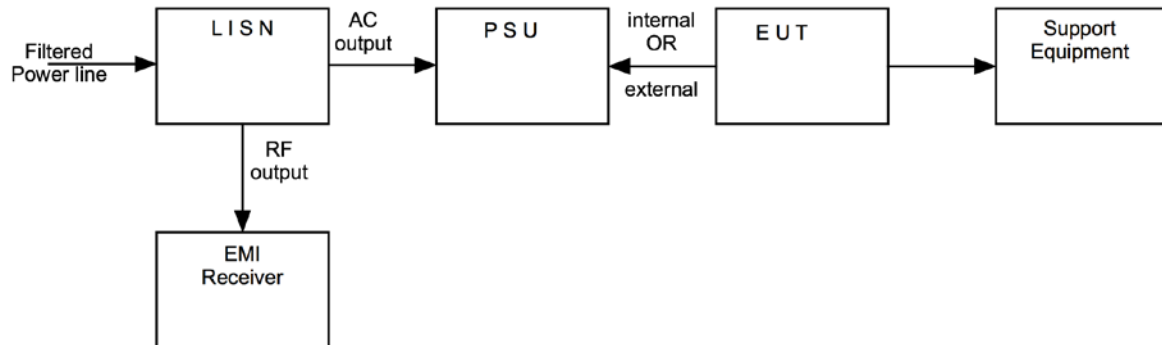 Filtered
Power line
L I S N
AC
output
P S U
internal
OR
external
E U T
Support
Equipment
RF
output
EMI
Receiver